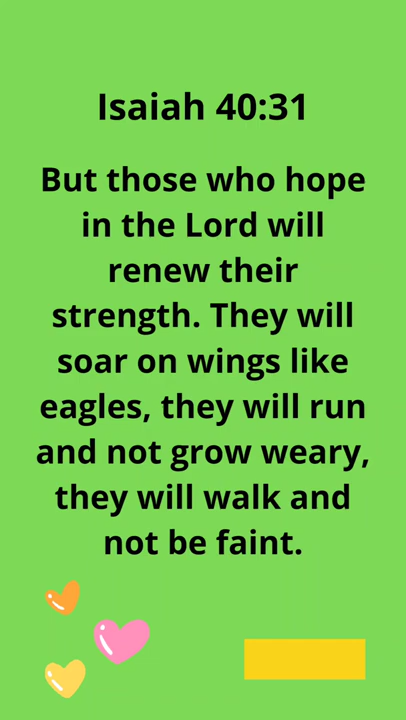 Isaiah 40:31
But those who hope
in the Lord will
renew their
strength. They will
soar on wings like
eagles, they will run
and not grow weary,
they will walk and
not be faint.